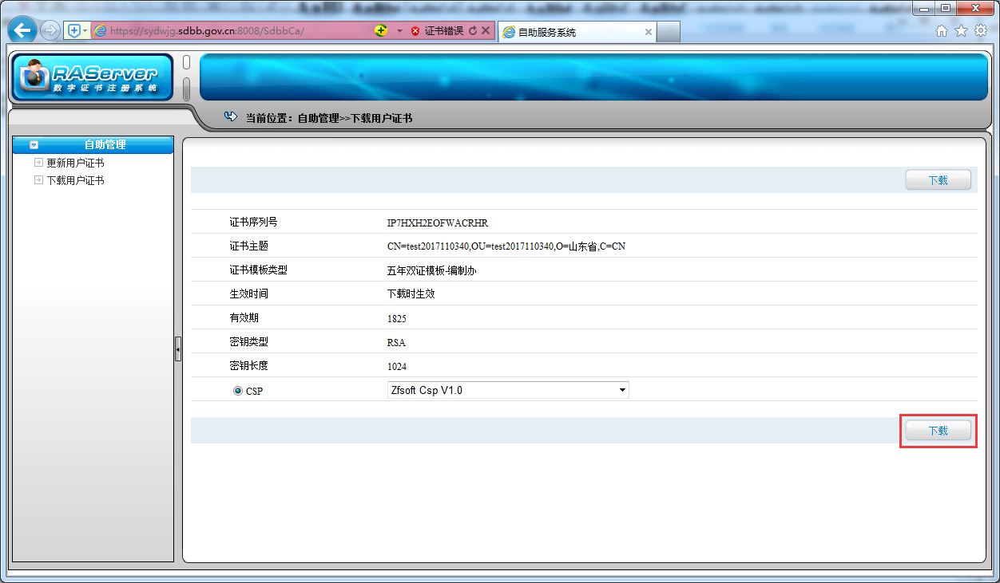 https://sydwjg.sdbb.gov.cn:8008/SdbbCa/
证书错误
自助服务系统
RAServer
数字证书注册系统
当前位置：自助管理>>下载用户证书
自助管理
更新用户证书
下载用户证书
下载
证书序列号 IP7HXH2EOFWACRHR
证书主题 CN=test2017110340,OU=test2017110340,O=山东省,C=CN
证书模板类型 五年双证模板-编制办
生效时间 下载时生效
有效期 1825
密钥类型 RSA
密钥长度 1024
CSP Zfsoft Csp V1.0
下载